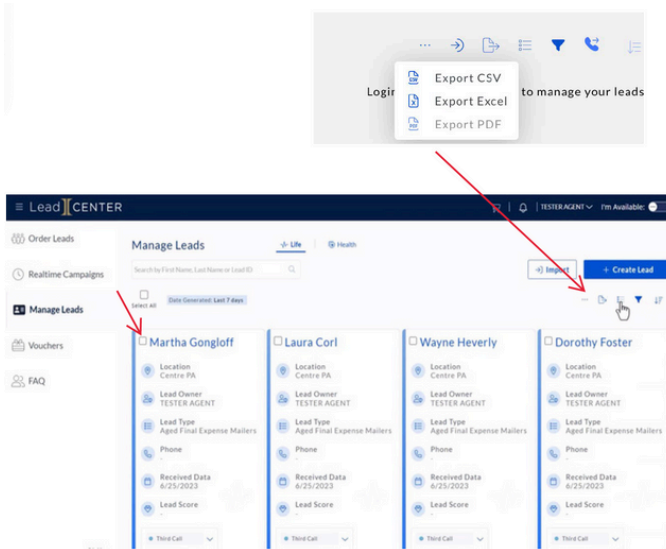 Export CSV
Login to manage your leads
Export Excel
Export PDF
Lead CENTER
TESTER AGENT I'm Available:
Order Leads
Realtime Campaigns
Manage Leads
Vouchers
FAQ
Manage Leads Life Health
Search by First Name, Last Name or Lead ID
Import + Create Lead
Select All Date Generated: Last 7 days
Martha Gongloff Laura Corl Wayne Heverly Dorothy Foster
Location Location Location Location
Centre PA Centre PA Centre PA Centre PA
Lead Owner Lead Owner Lead Owner Lead Owner
TESTER AGENT TESTER AGENT TESTER AGENT TESTER AGENT
Lead Type Lead Type Lead Type Lead Type
Aged Final Expense Mailers Aged Final Expense Mailers Aged Final Expense Mailers Aged Final Expense Mailers
Phone Phone Phone Phone
- - - -
Received Data Received Data Received Data Received Data
6/25/2023 6/25/2023 6/25/2023 6/25/2023
Lead Score Lead Score Lead Score Lead Score
- - - -
Third Call Third Call Third Call Third Call